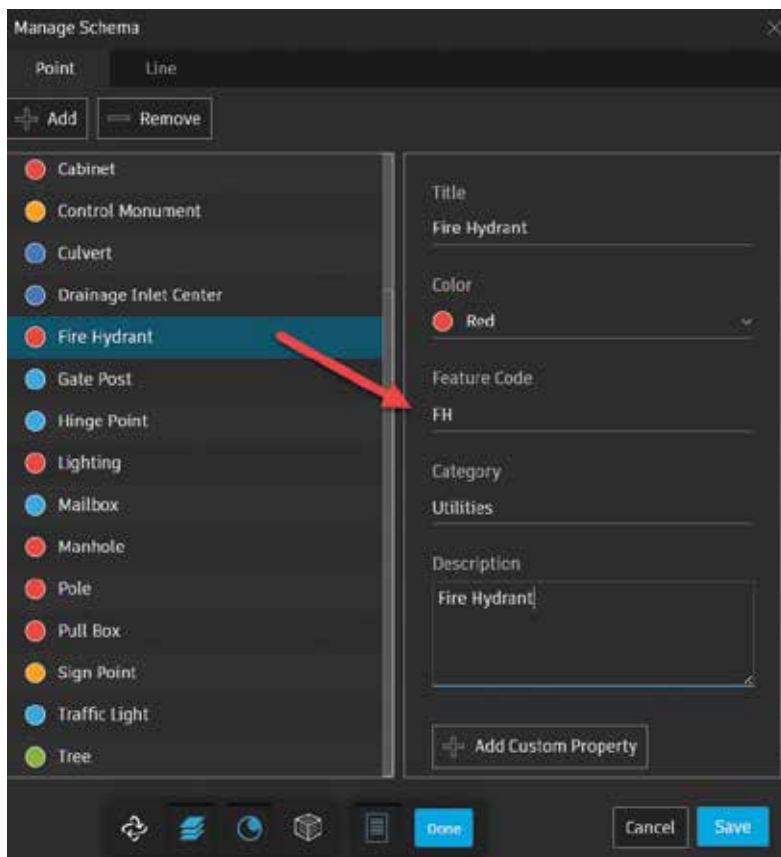 Manage Schema
Point Line
Add Remove
Cabinet
Control Monument
Culvert
Drainage Inlet Center
Fire Hydrant
Gate Post
Hinge Point
Lighting
Mailbox
Manhole
Pole
Pull Box
Sign Point
Traffic Light
Tree
Title
Fire Hydrant
Color
Red
Feature Code
FH
Category
Utilities
Description
Fire Hydrant
Add Custom Property
Done Cancel Save